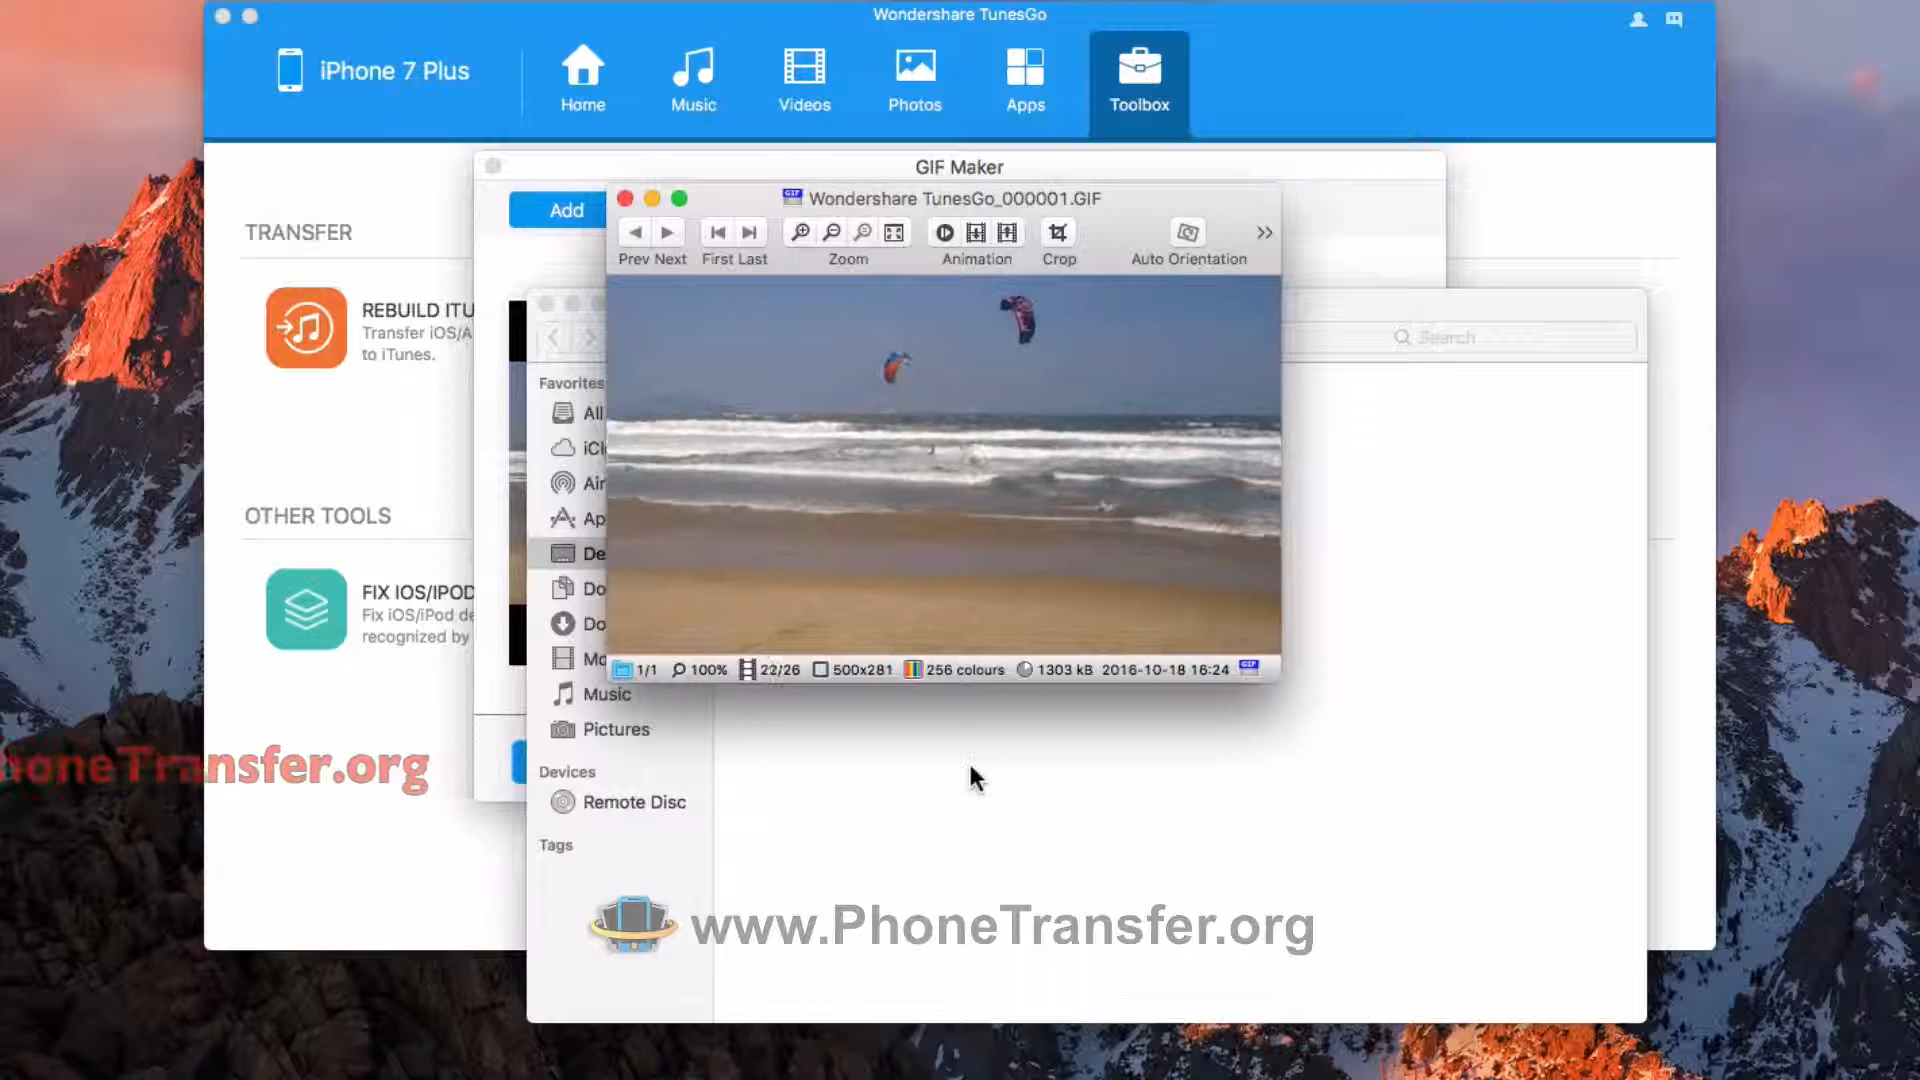 Wondershare TunesGo
iPhone 7 Plus
Home
Music
Videos
Photos
Apps
Toolbox
GIF Maker
Add
GIF Wondershare TunesGo_000001.GIF
Prev Next
First Last
Zoom
Animation
Crop
Auto Orientation
TRANSFER
REBUILD ITU
Transfer iOS/A
to iTunes.
Search
Favorites
All
iCl
Air
Ap
De
Do
Do
Mo
Music
Pictures
OTHER TOOLS
FIX IOS/IPOD
Fix iOS/iPod de
recognized by
1/1 100% 22/26 500x281 256 colours 1303 kB 2016-10-18 16:24 GIF
honeTransfer.org
Devices
Remote Disc
Tags
www.PhoneTransfer.org